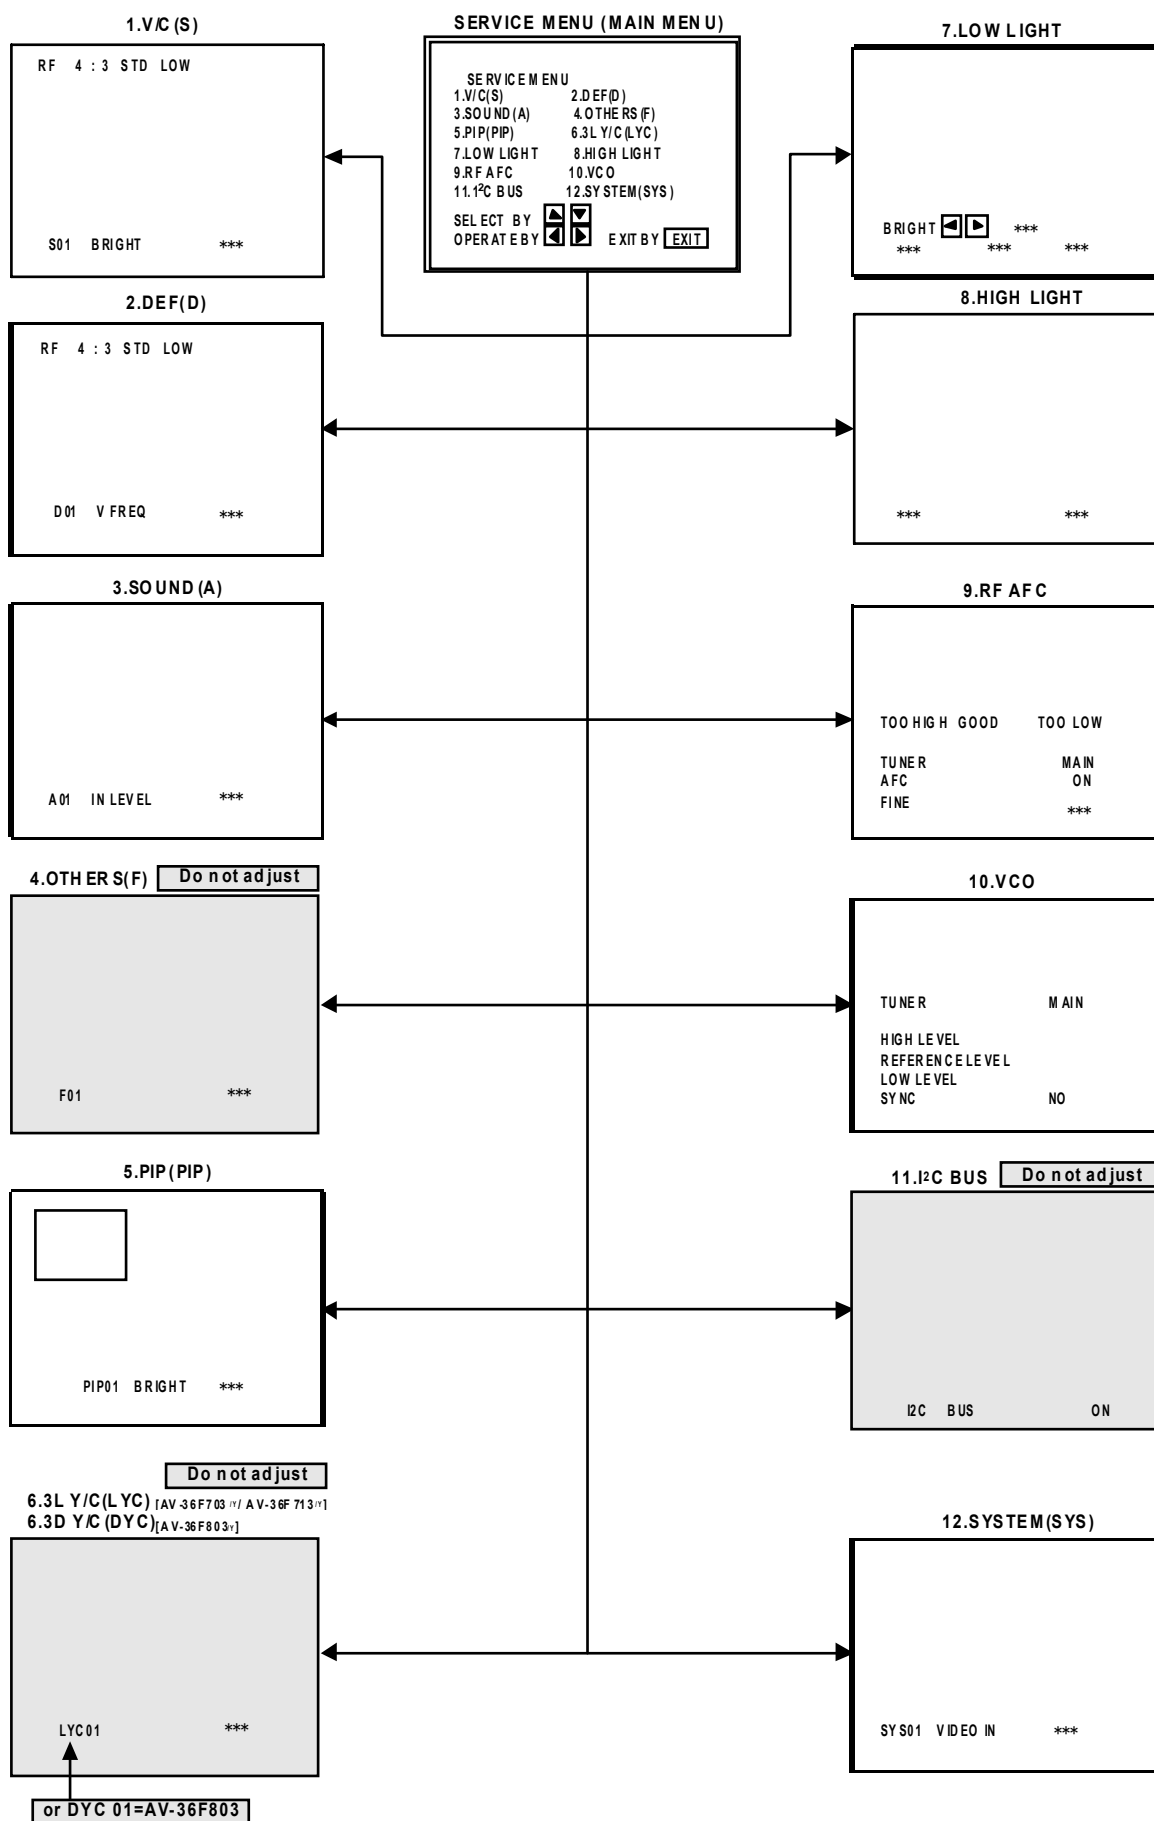 1.V/C (S)
RF 4 : 3 STD LOW
S01 BRIGHT ***
2.DEF(D)
RF 4 : 3 STD LOW
D01 V FREQ ***
3.SOUND (A)
A01 IN LEVEL ***
4.OTHERS(F) Do not adjust
F01 ***
5.PIP (PIP)
PIP01 BRIGHT ***
Do not adjust
6.3L Y/C(LYC) [AV-36F703 /Y/ AV-36F713 /Y]
6.3D Y/C (DYC) [AV-36F803/Y]
LYC01 ***
or DYC 01=AV-36F803
SERVICE MENU (MAIN MENU)
SERVICE MENU
1.V/C(S) 2.DEF(D)
3.SOUND(A) 4.OTHERS(F)
5.PIP(PIP) 6.3L Y/C(LYC)
7.LOW LIGHT 8.HIGH LIGHT
9.RF AFC 10.VCO
11.1²C BUS 12.SYSTEM(SYS)
SELECT BY ▲ ▼
OPERATE BY ◀ ▶ EXIT BY EXIT
7.LOW LIGHT
BRIGHT ◀ ▶ ***
*** *** ***
8.HIGH LIGHT
*** ***
9.RF AFC
TOO HIGH GOOD TOO LOW
TUNER MAIN
AFC ON
FINE ***
10.VCO
TUNER MAIN
HIGH LEVEL
REFERENCE LEVEL
LOW LEVEL
SYNC NO
11.I²C BUS Do not adjust
I2C BUS ON
12.SYSTEM(SYS)
SYS01 VIDEO IN ***